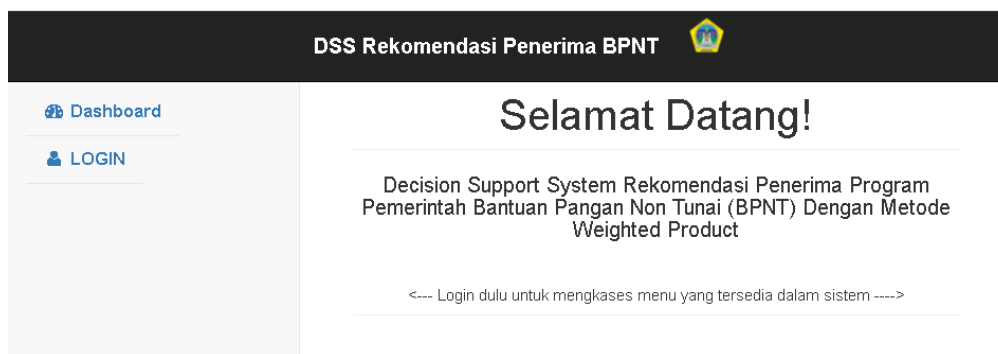 DSS Rekomendasi Penerima BPNT
Dashboard
LOGIN
Selamat Datang!
Decision Support System Rekomendasi Penerima Program
Pemerintah Bantuan Pangan Non Tunai (BPNT) Dengan Metode
Weighted Product
<--- Login dulu untuk mengkases menu yang tersedia dalam sistem ---->